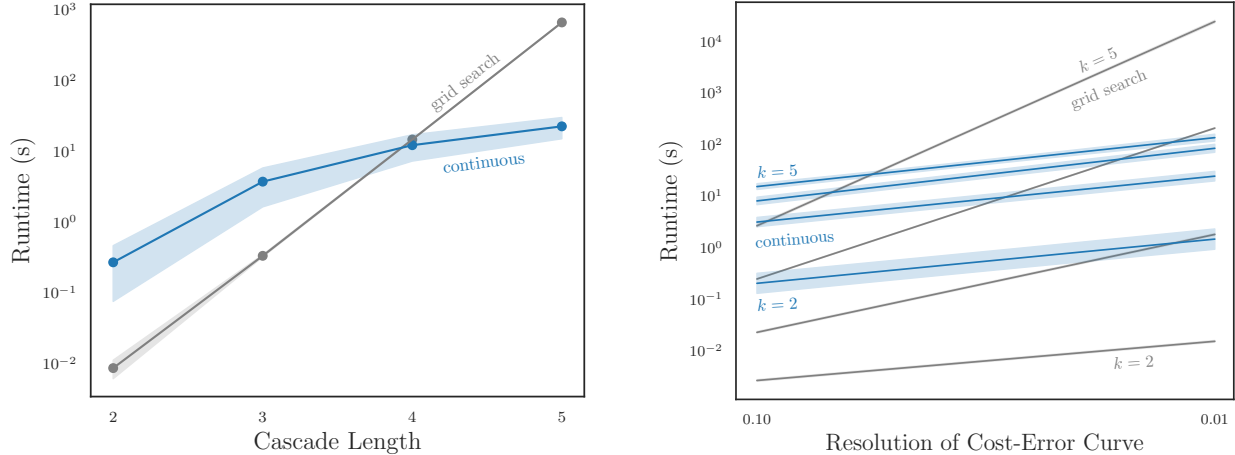 10^3
10^2
10^1
10^0
10^-1
10^-2
Runtime (s)
grid search
continuous
2 3 4 5
Cascade Length
10^4
10^3
10^2
10^1
10^0
10^-1
10^-2
Runtime (s)
k = 5
grid search
k = 5
continuous
k = 2
k = 2
0.10 0.01
Resolution of Cost-Error Curve